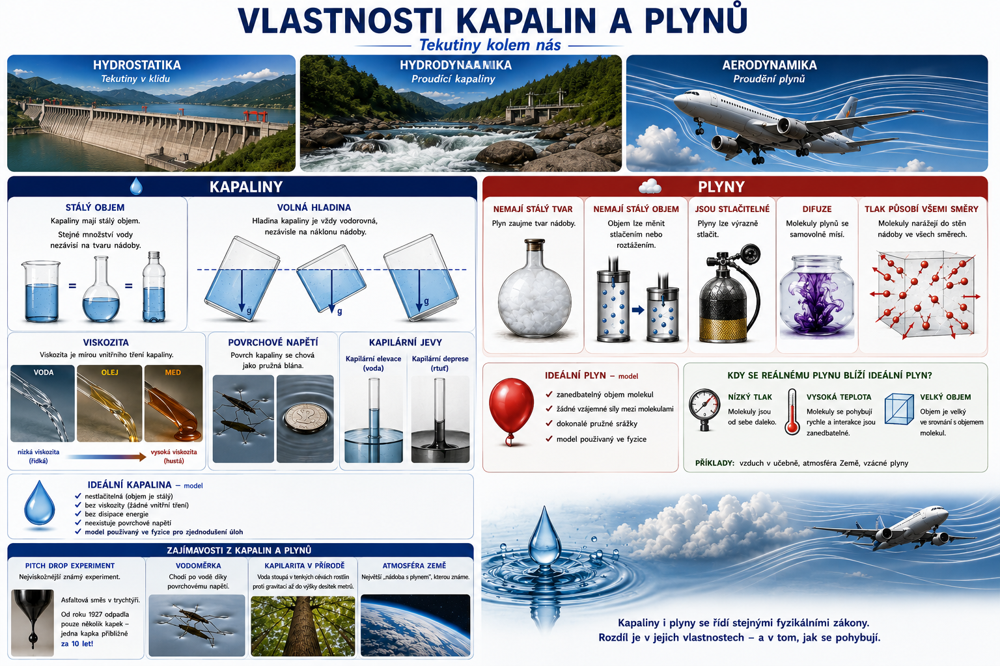 VLASTNOSTI KAPALIN A PLYNŮ
Tekutiny kolem nás
HYDROSTATIKA
Tekutiny v klidu
Proudící kapaliny
AERODYNAMIKA
Proudění plynů
KAPALINY
STÁLÝ OBJEM
Kapaliny mají stálý objem.
Stejné množství vody
nezávisí na tvaru nádoby.
= =
VOLNÁ HLADINA
Hladina kapaliny je vždy vodorovná,
nezávisle na náklonu nádoby.
g g g
VISKOZITA
Viskozita je mírou vnitřního tření kapaliny.
VODA
OLEJ
MED
nízká viskozita
(řídká)
vysoká viskozita
(hustá)
POVRCHOVÉ NAPĚTÍ
Povrch kapaliny se chová
jako pružná blána.
KAPILÁRNÍ JEVY
Kapilární elevace
(voda)
Kapilární deprese
(rtuť)
IDEÁLNÍ KAPALINA – model
✓ nestlačitelná (objem je stálý)
✓ bez viskozity (žádné vnitřní tření)
✓ bez disipace energie
✓ neexistuje povrchové napětí
✓ model používaný ve fyzice pro zjednodušení úloh
ZAJÍMAVOSTI Z KAPALIN A PLYNŮ
PITCH DROP EXPERIMENT
Nejviskožnější známý experiment.
Asfaltová směs v trychtýři.
Od roku 1927 odpadla
pouze několik kapek –
jedna kapka přibližně
za 10 let!
VODOMĚRKA
Chodí po vodě díky
povrchovému napětí.
KAPILARITA V PŘÍRODĚ
Voda stoupá v tenkých cévách rostlin
proti gravitaci až do výšky desitek metrů.
ATMOSFÉRA ZEMĚ
Největší „nádoba s plynem", kterou známe.
PLYNY
NEMAJÍ STÁLÝ TVAR
Plyn zaujme tvar nádoby.
NEMAJÍ STÁLÝ OBJEM
Objem lze měnit
stlačením nebo
roztážením.
JSOU STLAČITELNÉ
Plyny lze výrazně
stlačit.
DIFUZE
Molekuly plynů se
samovolné mísí.
TLAK PŮSOBÍ VŠEMI SMĚRY
Molekuly narážejí do stěn
nádoby ve všech směrech.
IDEÁLNÍ PLYN – model
✓ zanedbatelný objem molekul
✓ žádné vzájemné síly mezi molekulami
✓ dokonalé pružné srážky
✓ model používaný ve fyzice
KDY SE REÁLNÉMU PLYNU BLÍŽÍ IDEÁLNÍ PLYN?
NÍZKÝ TLAK
Molekuly jsou
od sebe daleko.
VYSOKÁ TEPLOTA
Molekuly se pohybují
rychle a interakce jsou
zanedbatelné.
VELKÝ OBJEM
Objem je velký
ve srovnání s objemem
molekul.
PŘÍKLADY: vzduch v učebně, atmosféra Země, vzácné plyny
Kapaliny i plyny se řídí stejnými fyzikálními zákony.
Rozdíl je v jejich vlastnostech – a v tom, jak se pohybují.